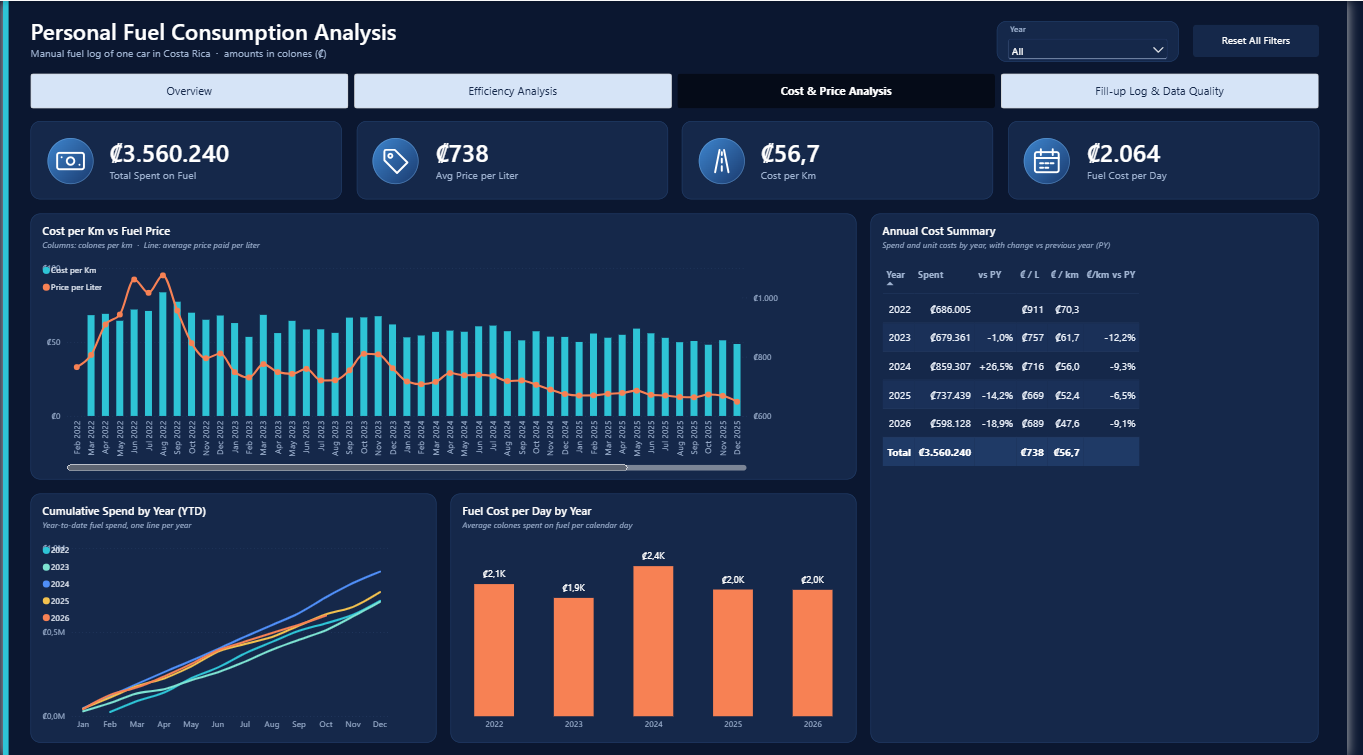 Personal Fuel Consumption Analysis
Manual fuel log of one car in Costa Rica · amounts in colones (₡)
Year
All
Reset All Filters
Overview
Efficiency Analysis
Cost & Price Analysis
Fill-up Log & Data Quality
₡3.560.240
Total Spent on Fuel
₡738
Avg Price per Liter
₡56,7
Cost per Km
₡2.064
Fuel Cost per Day
Cost per Km vs Fuel Price
Columns: colones per km · Line: average price paid per liter
Cost per Km
Price per Liter
₡50
₡0
₡1.000
₡800
₡600
Feb 2022
Mar 2022
Apr 2022
May 2022
Jun 2022
Jul 2022
Aug 2022
Sep 2022
Oct 2022
Nov 2022
Dec 2022
Jan 2023
Feb 2023
Mar 2023
Apr 2023
May 2023
Jun 2023
Jul 2023
Aug 2023
Sep 2023
Oct 2023
Nov 2023
Dec 2023
Jan 2024
Feb 2024
Mar 2024
Apr 2024
May 2024
Jun 2024
Jul 2024
Aug 2024
Sep 2024
Oct 2024
Nov 2024
Dec 2024
Jan 2025
Feb 2025
Mar 2025
Apr 2025
May 2025
Jun 2025
Jul 2025
Aug 2025
Sep 2025
Oct 2025
Nov 2025
Dec 2025
Annual Cost Summary
Spend and unit costs by year, with change vs previous year (PY)
Year Spent vs PY ₡ / L ₡ / km ₡/km vs PY
2022 ₡686.005 ₡911 ₡70,3
2023 ₡679.361 -1,0% ₡757 ₡61,7 -12,2%
2024 ₡859.307 +26,5% ₡716 ₡56,0 -9,3%
2025 ₡737.439 -14,2% ₡669 ₡52,4 -6,5%
2026 ₡598.128 -18,9% ₡689 ₡47,6 -9,1%
Total ₡3.560.240 ₡738 ₡56,7
Cumulative Spend by Year (YTD)
Year-to-date fuel spend, one line per year
2022
2023
2024
2025
2026
₡0,5M
₡0,0M
Jan Feb Mar Apr May Jun Jul Aug Sep Oct Nov Dec
Fuel Cost per Day by Year
Average colones spent on fuel per calendar day
₡2,1K
₡1,9K
₡2,4K
₡2,0K
₡2,0K
2022 2023 2024 2025 2026